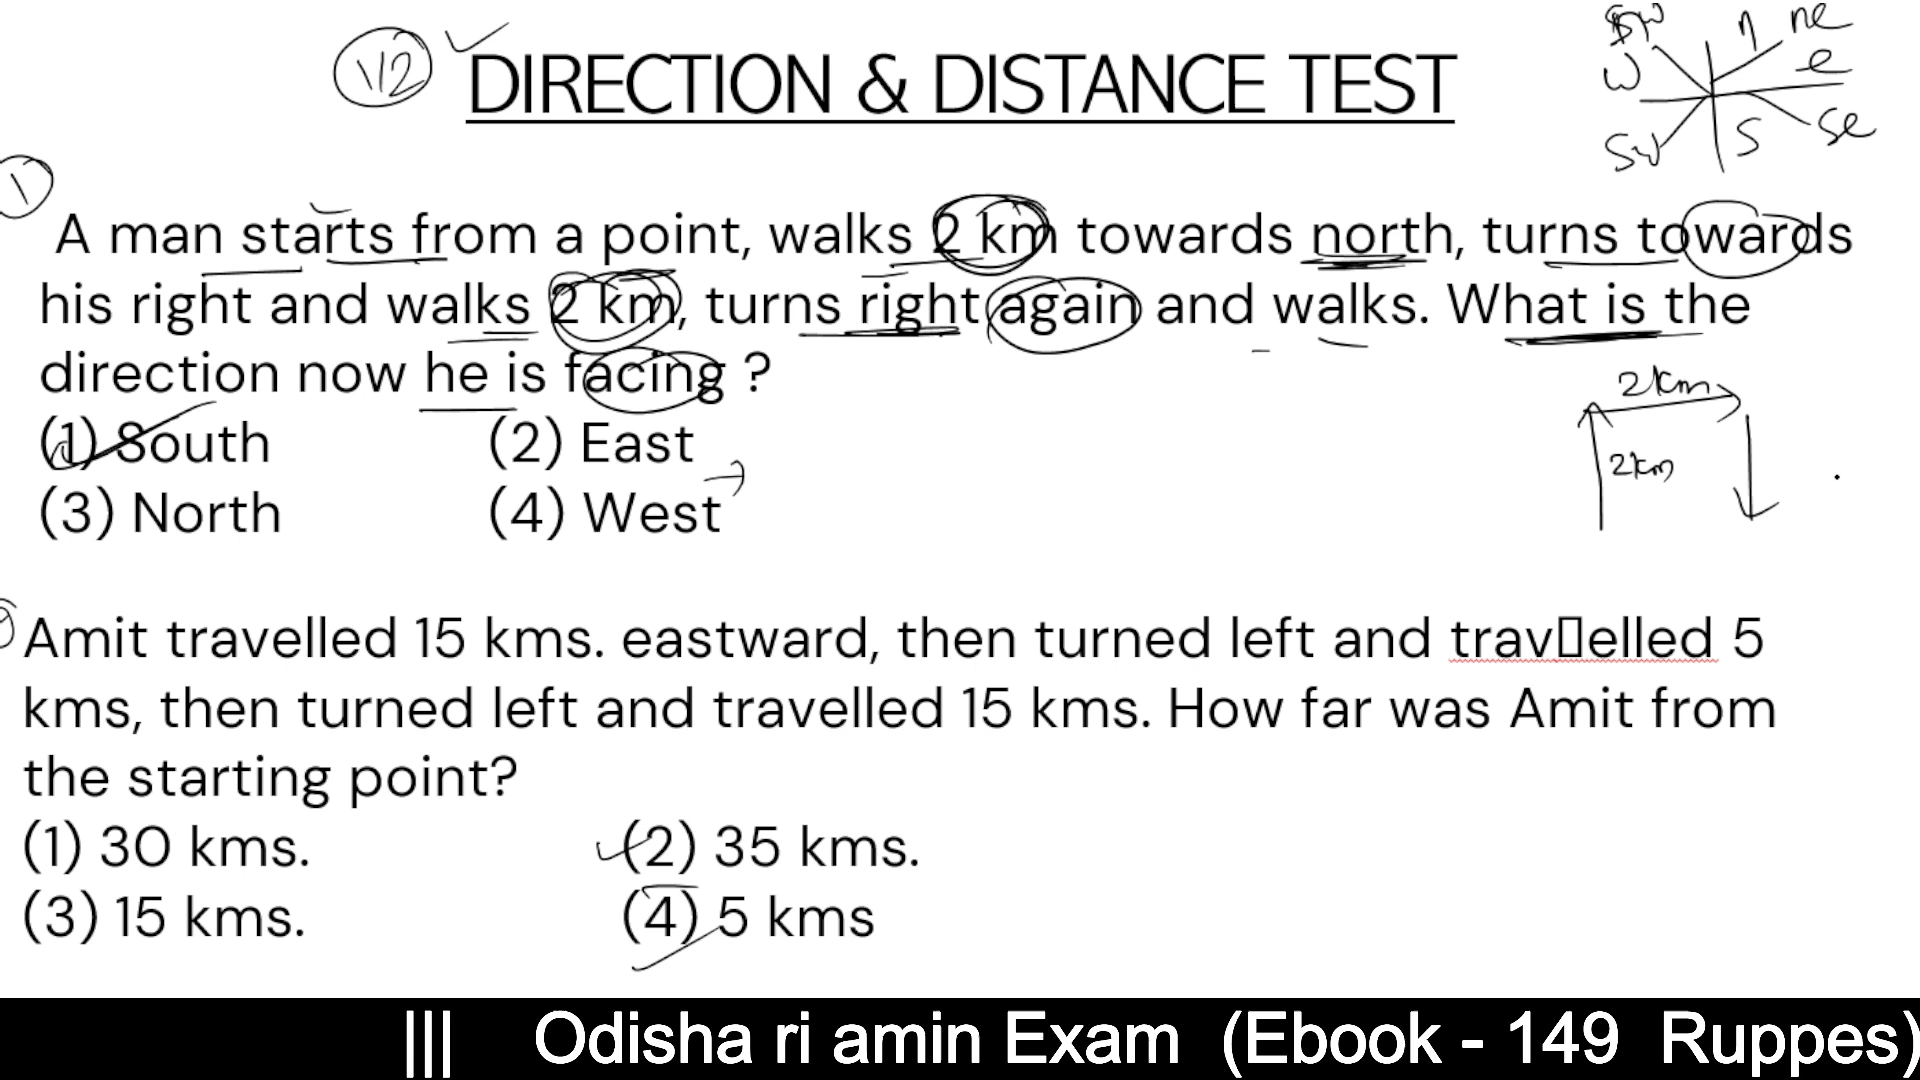 1/2 DIRECTION & DISTANCE TEST
n ne
w e
sw s se
1
A man starts from a point, walks 2 km towards north, turns towards
his right and walks 2 km, turns right again and walks. What is the
direction now he is facing ?
2km
(1) South (2) East
2km
(3) North (4) West
Amit travelled 15 kms. eastward, then turned left and trav▯elled 5
kms, then turned left and travelled 15 kms. How far was Amit from
the starting point?
(1) 30 kms. (2) 35 kms.
(3) 15 kms. (4) 5 kms
||| Odisha ri amin Exam (Ebook - 149 Ruppes)